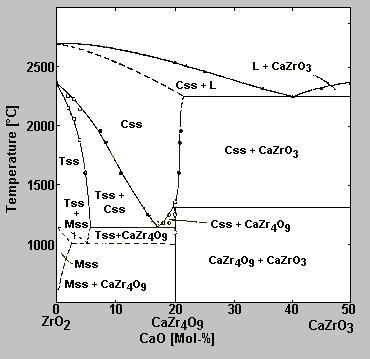 L + CaZrO3
2500
Css + L
2000
Css
Css + CaZrO3
Temperature [°C]
Tss
1500
Tss +
Css
Tss
+
Mss
Css + CaZr4O9
Tss+CaZr4O9
1000
Mss
CaZr4O9 + CaZrO3
Mss + CaZr4O9
0
10
20
30
40
50
ZrO2
CaZr4O9
CaZrO3
CaO [Mol-%]